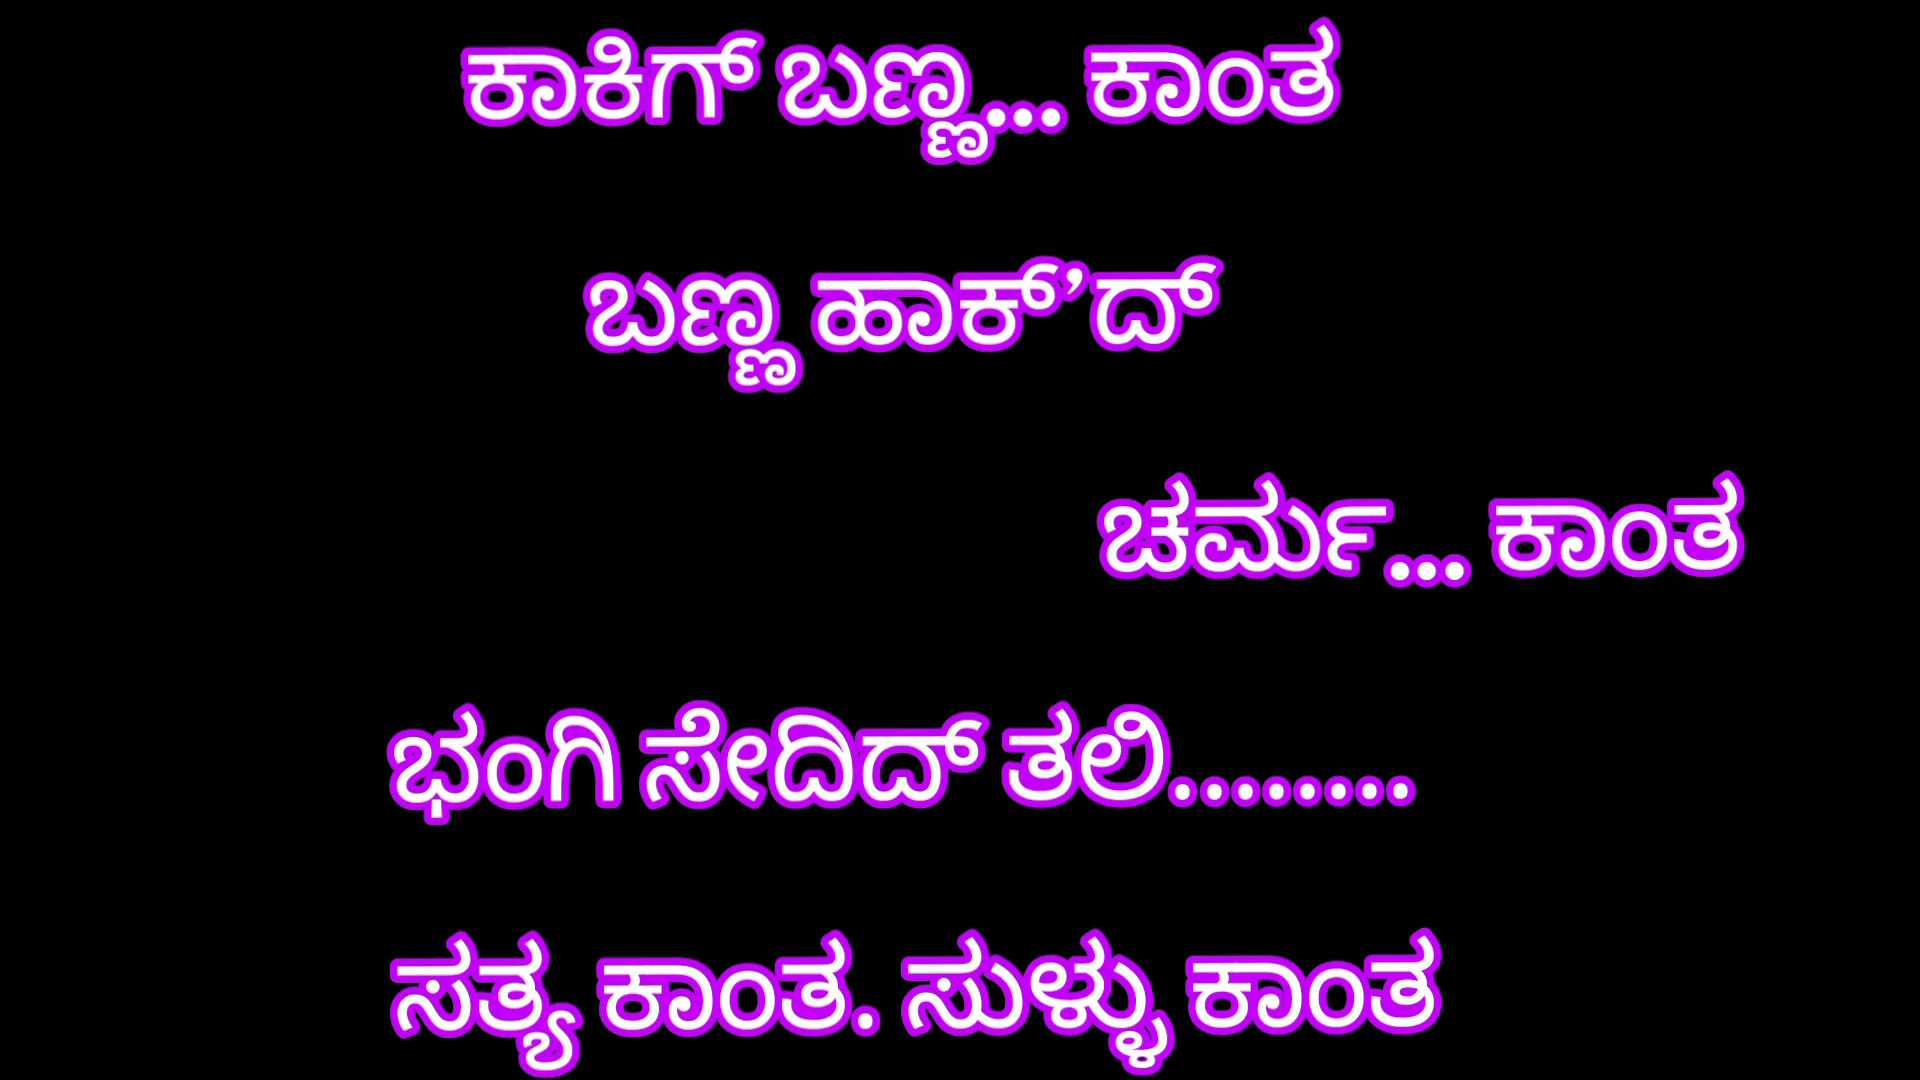 ಕಾಕಿಗ್ ಬಣ್ಣ... ಕಾಂತ
ಬಣ್ಣ ಹಾಕ್’ದ್
ಚರ್ಮ... ಕಾಂತ
ಭಂಗಿ ಸೇದಿದ್ ತಲಿ........
ಸತ್ಯ ಕಾಂತ. ಸುಳ್ಳು ಕಾಂತ